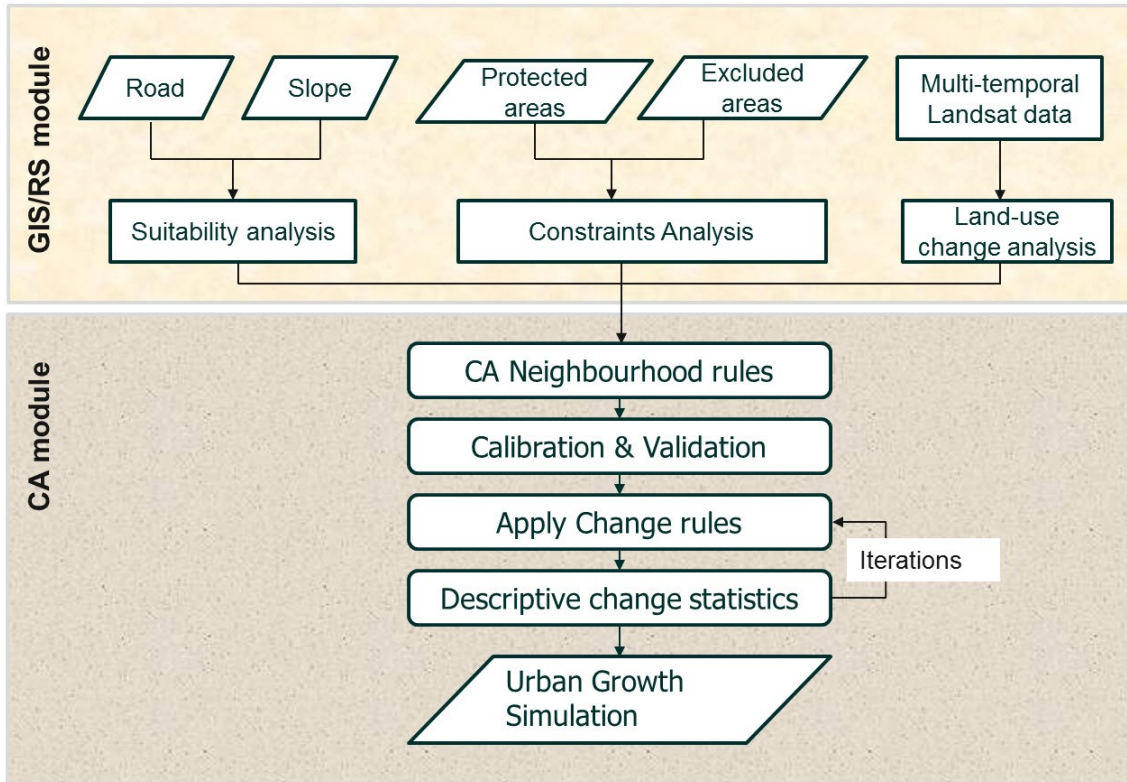 GIS/RS module
Road
Slope
Protected
areas
Excluded
areas
Multi-temporal
Landsat data
Suitability analysis
Constraints Analysis
Land-use
change analysis
CA module
CA Neighbourhood rules
Calibration & Validation
Apply Change rules
Iterations
Descriptive change statistics
Urban Growth
Simulation